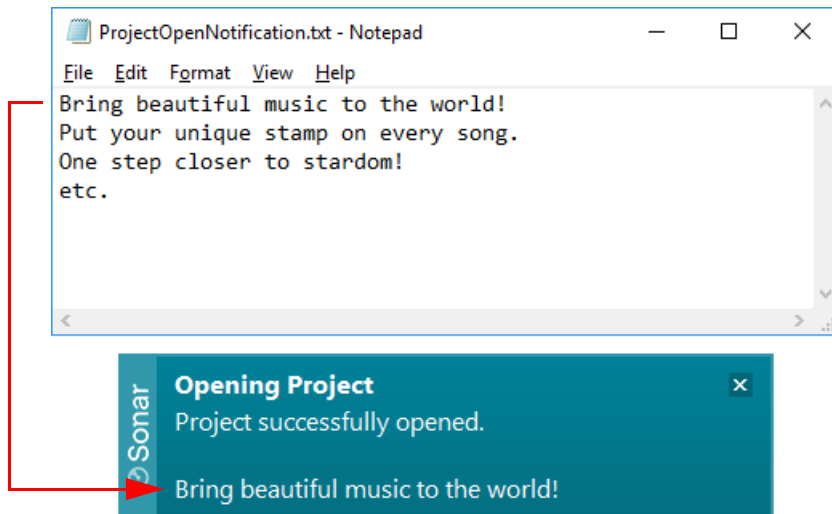 ProjectOpenNotification.txt - Notepad
File Edit Format View Help
Bring beautiful music to the world!
Put your unique stamp on every song.
One step closer to stardom!
etc.
Sonar
Opening Project
Project successfully opened.
Bring beautiful music to the world!